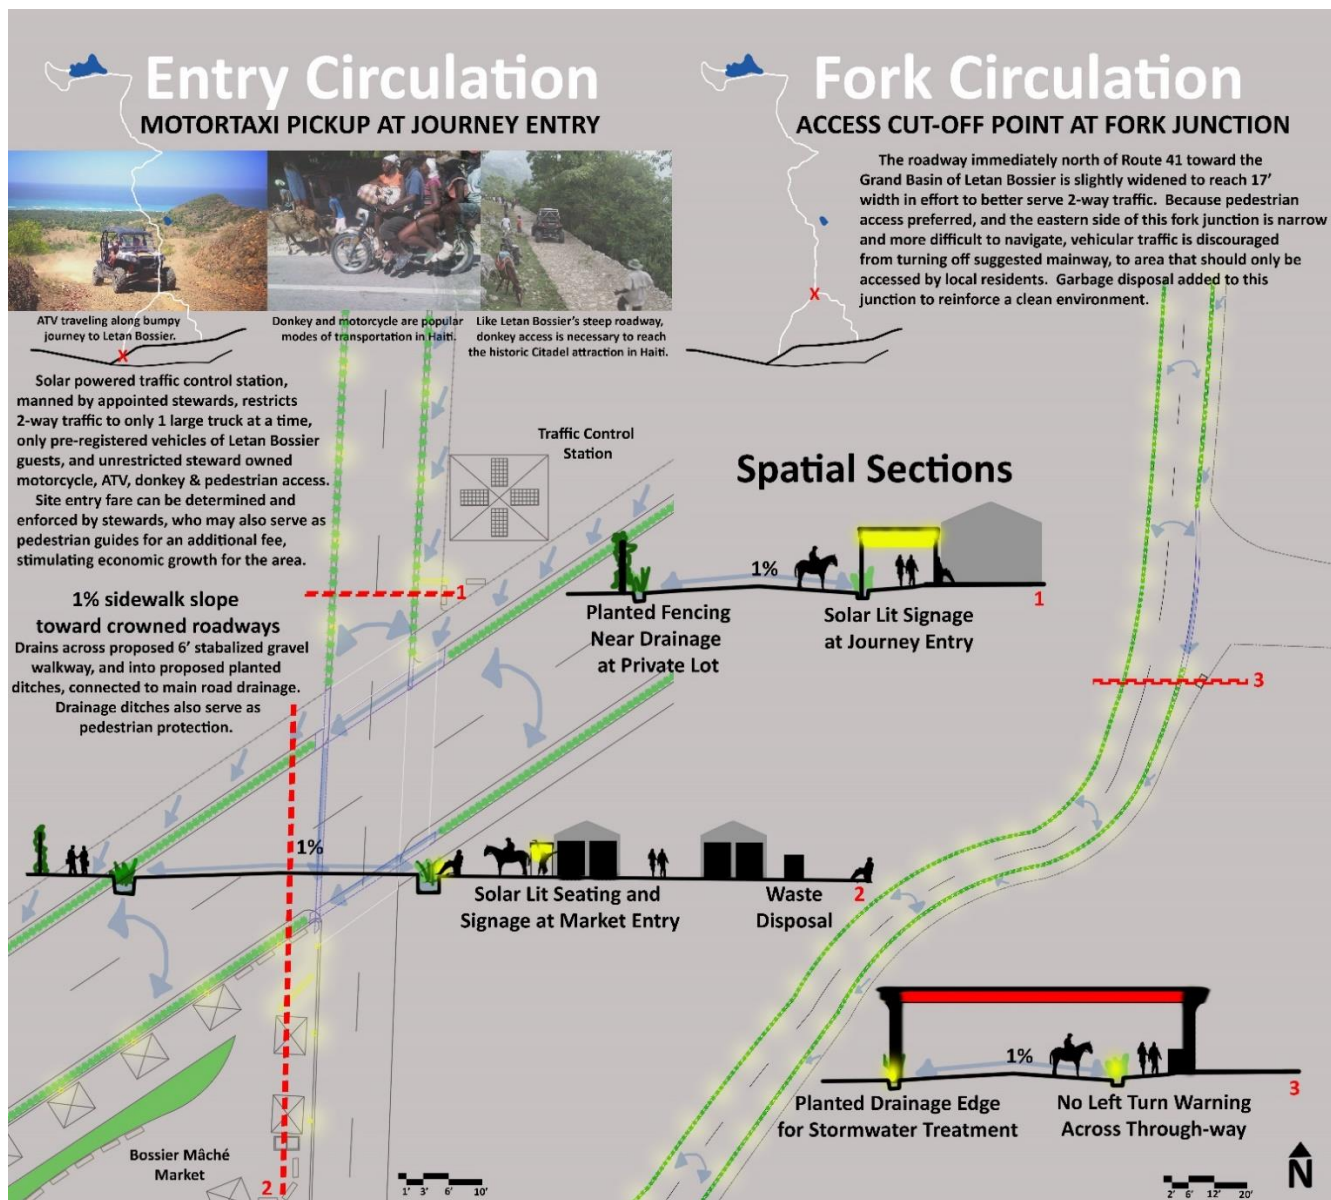 Entry Circulation
MOTORTAXI PICKUP AT JOURNEY ENTRY
ATV traveling along bumpy
journey to Letan Bossier.
Donkey and motorcycle are popular
modes of transportation in Haiti.
Like Letan Bossier's steep roadway,
donkey access is necessary to reach
the historic Citadel attraction in Haiti.
X
Solar powered traffic control station,
manned by appointed stewards, restricts
2-way traffic to only 1 large truck at a time,
only pre-registered vehicles of Letan Bossier
guests, and unrestricted steward owned
motorcycle, ATV, donkey & pedestrian access.
Site entry fare can be determined and
enforced by stewards, who may also serve as
pedestrian guides for an additional fee,
stimulating economic growth for the area.
1% sidewalk slope
toward crowned roadways
Drains across proposed 6' stabalized gravel
walkway, and into proposed planted
ditches, connected to main road drainage.
Drainage ditches also serve as
pedestrian protection.
Traffic Control
Station
1
Fork Circulation
ACCESS CUT-OFF POINT AT FORK JUNCTION
The roadway immediately north of Route 41 toward the
Grand Basin of Letan Bossier is slightly widened to reach 17'
width in effort to better serve 2-way traffic. Because pedestrian
access preferred, and the eastern side of this fork junction is narrow
and more difficult to navigate, vehicular traffic is discouraged
from turning off suggested mainway, to area that should only be
accessed by local residents. Garbage disposal added to this
junction to reinforce a clean environment.
X
Spatial Sections
1%
1
Planted Fencing
Near Drainage
at Private Lot
Solar Lit Signage
at Journey Entry
3
1%
Solar Lit Seating and
Signage at Market Entry
Waste
Disposal
2
1%
Planted Drainage Edge
for Stormwater Treatment
No Left Turn Warning
Across Through-way
3
Bossier Mâché
Market
2
1' 3' 6' 10'
2' 6' 12' 20'
N